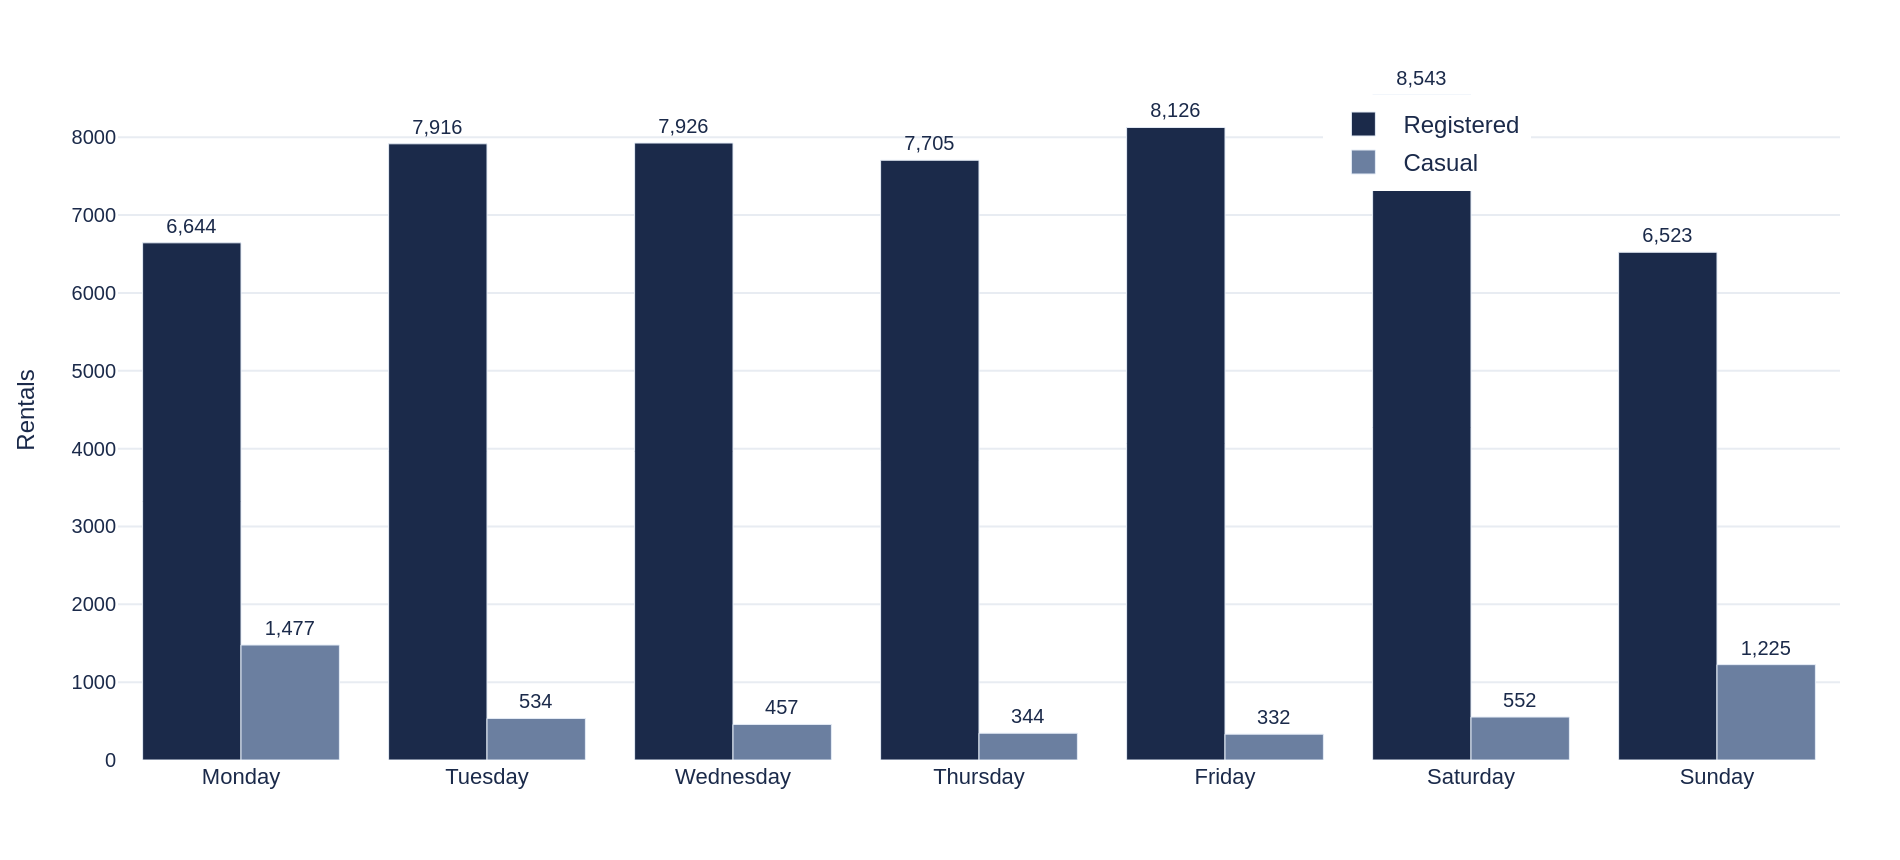 8,543
8,126
7,916
7,926
7,705
Registered
Casual
6,644
6,523
8000
7000
6000
5000
4000
3000
2000
1000
0
Rentals
1,477
534
457
344
332
552
1,225
Monday
Tuesday
Wednesday
Thursday
Friday
Saturday
Sunday